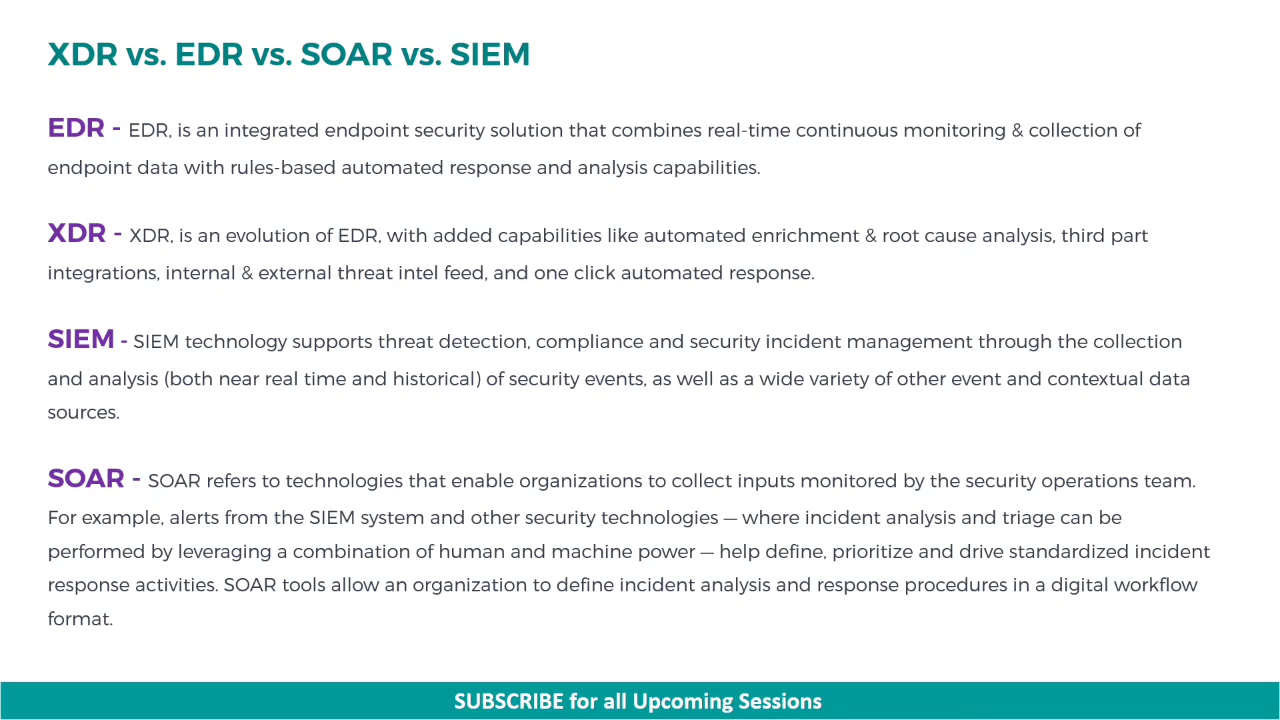 XDR vs. EDR vs. SOAR vs. SIEM
EDR - EDR, is an integrated endpoint security solution that combines real-time continuous monitoring & collection of
endpoint data with rules-based automated response and analysis capabilities.
XDR - XDR, is an evolution of EDR, with added capabilities like automated enrichment & root cause analysis, third part
integrations, internal & external threat intel feed, and one click automated response.
SIEM - SIEM technology supports threat detection, compliance and security incident management through the collection
and analysis (both near real time and historical) of security events, as well as a wide variety of other event and contextual data
sources.
SOAR - SOAR refers to technologies that enable organizations to collect inputs monitored by the security operations team.
For example, alerts from the SIEM system and other security technologies — where incident analysis and triage can be
performed by leveraging a combination of human and machine power — help define, prioritize and drive standardized incident
response activities. SOAR tools allow an organization to define incident analysis and response procedures in a digital workflow
format.
SUBSCRIBE for all Upcoming Sessions